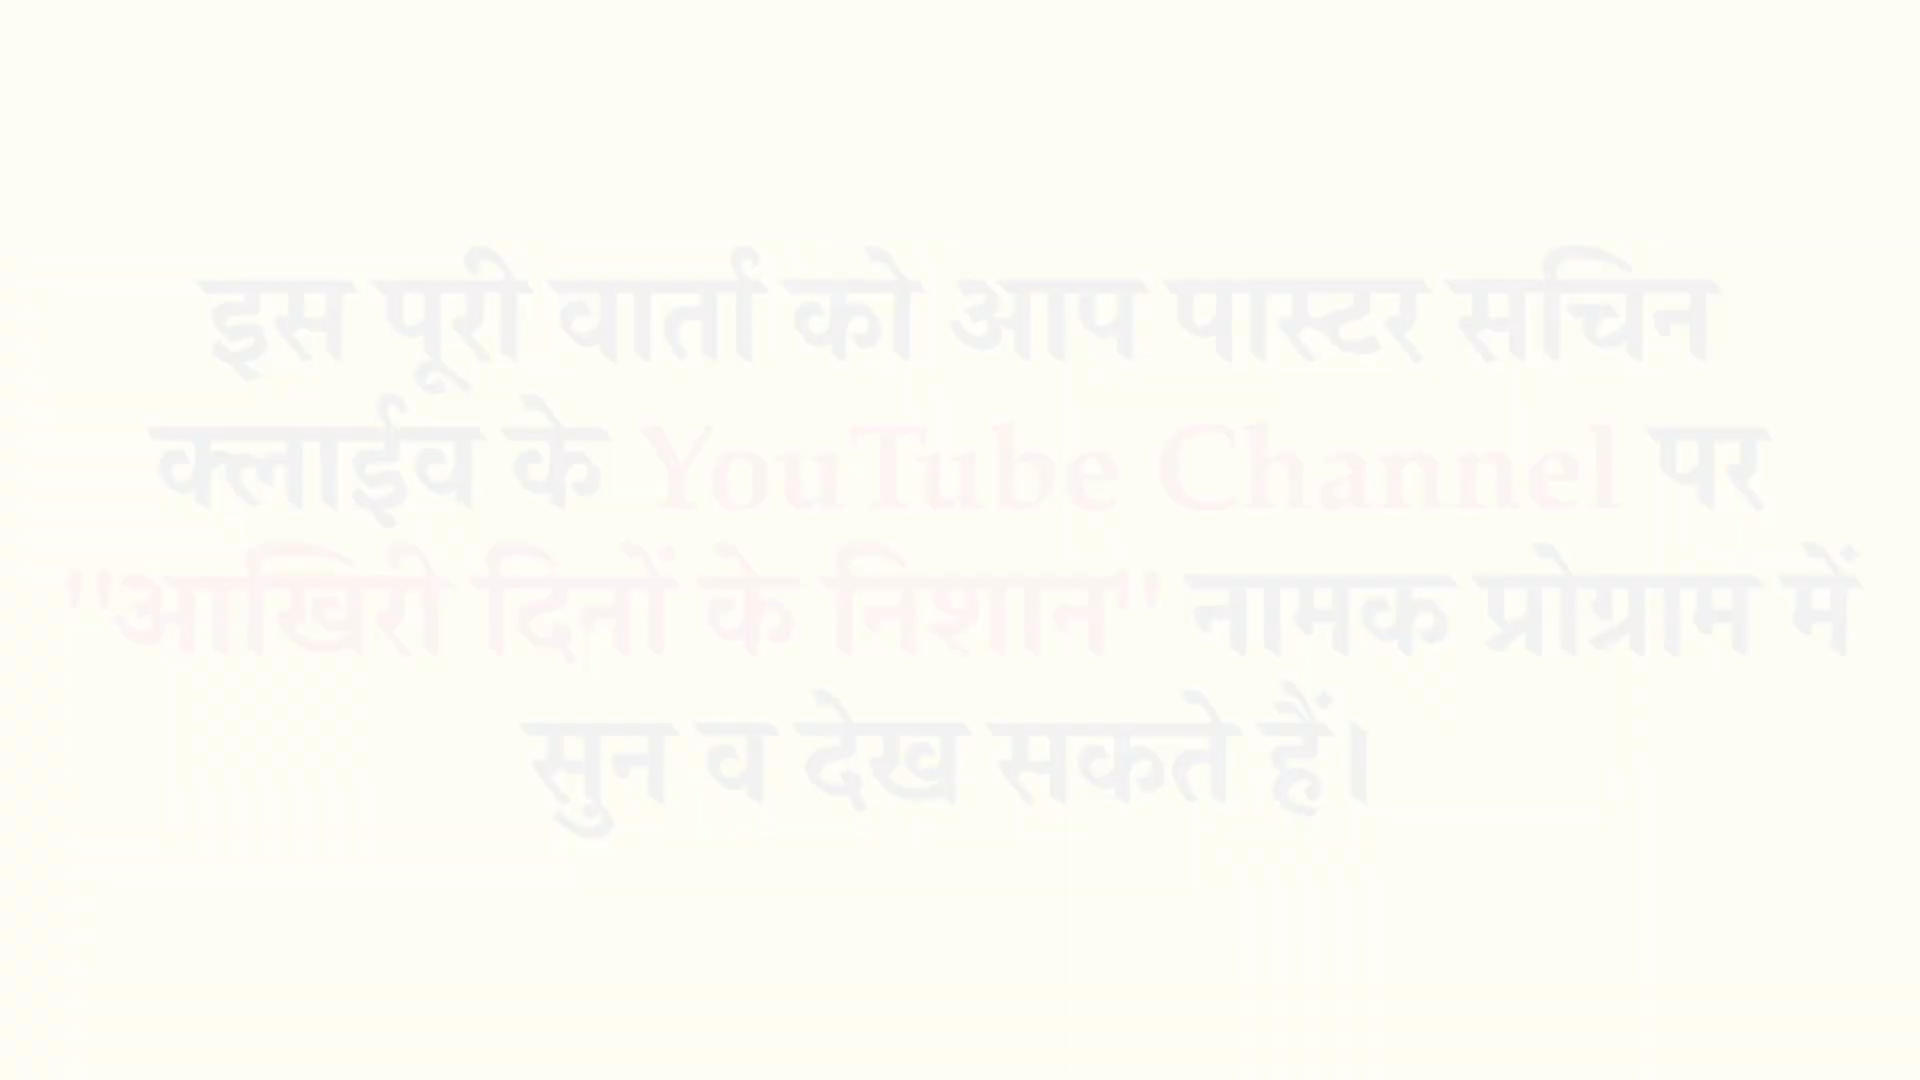 इस पूरी वार्ता को आप पास्टर सचिन
क्लाईव के YouTube Channel पर
"आखिरी दिनों के निशान" नामक प्रोग्राम में
सुन व देख सकते हैं।